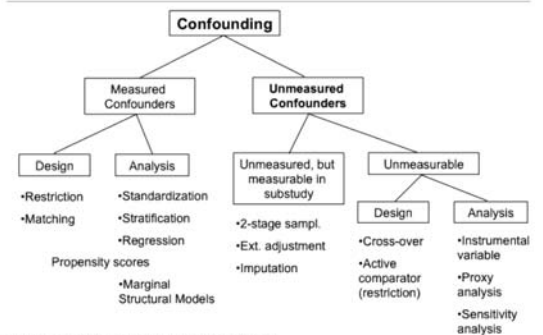 Confounding
Measured
Confounders
Unmeasured
Confounders
Design
Analysis
Unmeasured, but
measurable in
substudy
Unmeasurable
•Restriction
•Matching
•Standardization
•Stratification
•Regression
Propensity scores
•Marginal
Structural Models
•2-stage sampl.
•Ext. adjustment
•Imputation
Design
Analysis
•Cross-over
•Active
comparator
(restriction)
•Instrumental
variable
•Proxy
analysis
•Sensitivity
analysis